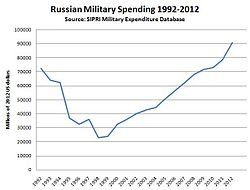 Russian Military Spending 1992-2012
Source: SIPRI Military Expenditure Database
Millions of 2012 US dollars
100000
90000
80000
70000
60000
50000
40000
30000
20000
10000
0
1992 1993 1994 1995 1996 1997 1998 1999 2000 2001 2002 2003 2004 2005 2006 2007 2008 2009 2010 2011 2012